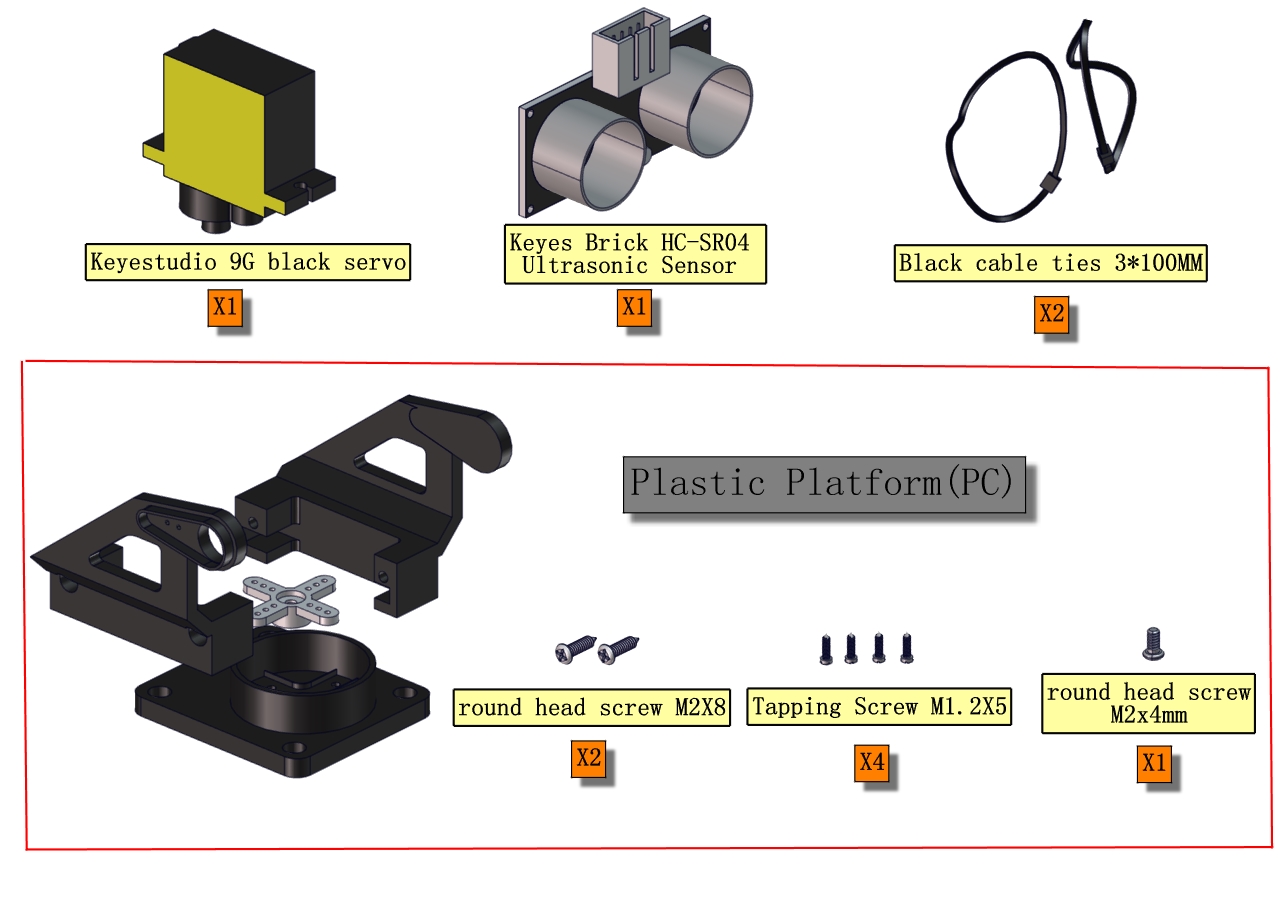 Keyestudio 9G black servo
X1
Keyes Brick HC-SR04
Ultrasonic Sensor
X1
Black cable ties 3*100MM
X2
Plastic Platform(PC)
round head screw M2X8
X2
Tapping Screw M1.2X5
X4
round head screw
M2x4mm
X1